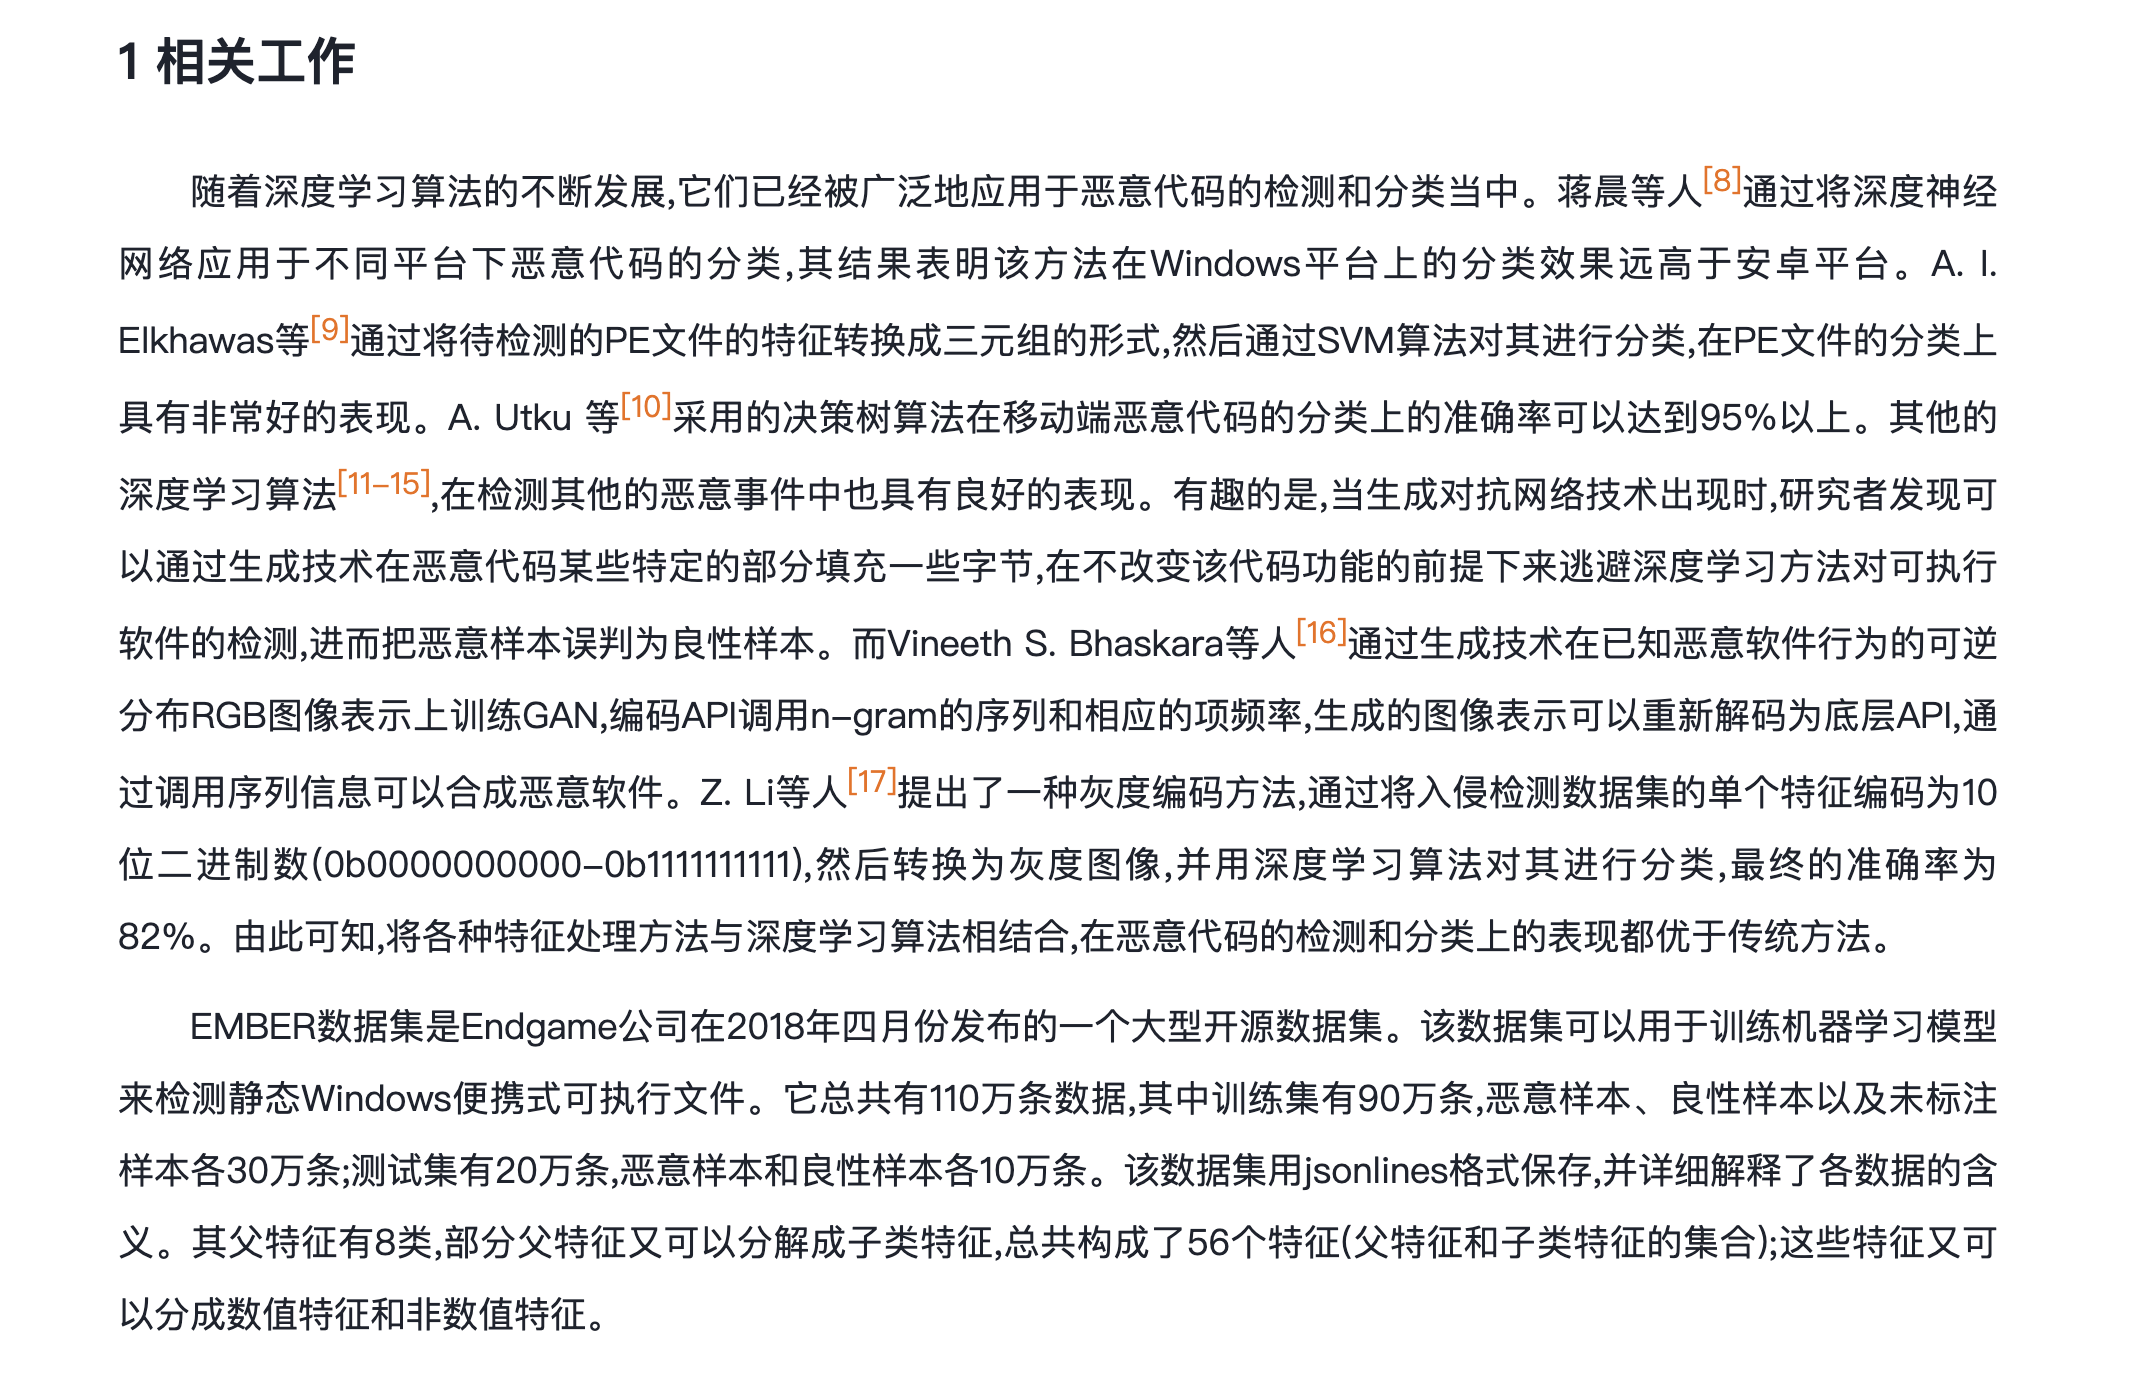 1 相关工作
随着深度学习算法的不断发展,它们已经被广泛地应用于恶意代码的检测和分类当中。蒋晨等人[8]通过将深度神经
网络应用于不同平台下恶意代码的分类,其结果表明该方法在Windows平台上的分类效果远高于安卓平台。A. I.
Elkhawas等[9]通过将待检测的PE文件的特征转换成三元组的形式,然后通过SVM算法对其进行分类,在PE文件的分类上
具有非常好的表现。A. Utku 等[10]采用的决策树算法在移动端恶意代码的分类上的准确率可以达到95%以上。其他的
深度学习算法[11–15],在检测其他的恶意事件中也具有良好的表现。有趣的是,当生成对抗网络技术出现时,研究者发现可
以通过生成技术在恶意代码某些特定的部分填充一些字节,在不改变该代码功能的前提下来逃避深度学习方法对可执行
软件的检测,进而把恶意样本误判为良性样本。而Vineeth S. Bhaskara等人[16]通过生成技术在已知恶意软件行为的可逆
分布RGB图像表示上训练GAN,编码API调用n–gram的序列和相应的项频率,生成的图像表示可以重新解码为底层API,通
过调用序列信息可以合成恶意软件。Z. Li等人[17]提出了一种灰度编码方法,通过将入侵检测数据集的单个特征编码为10
位二进制数(0b0000000000–0b1111111111),然后转换为灰度图像,并用深度学习算法对其进行分类,最终的准确率为
82%。由此可知,将各种特征处理方法与深度学习算法相结合,在恶意代码的检测和分类上的表现都优于传统方法。
EMBER数据集是Endgame公司在2018年四月份发布的一个大型开源数据集。该数据集可以用于训练机器学习模型
来检测静态Windows便携式可执行文件。它总共有110万条数据,其中训练集有90万条,恶意样本、良性样本以及未标注
样本各30万条;测试集有20万条,恶意样本和良性样本各10万条。该数据集用jsonlines格式保存,并详细解释了各数据的含
义。其父特征有8类,部分父特征又可以分解成子类特征,总共构成了56个特征(父特征和子类特征的集合);这些特征又可
以分成数值特征和非数值特征。